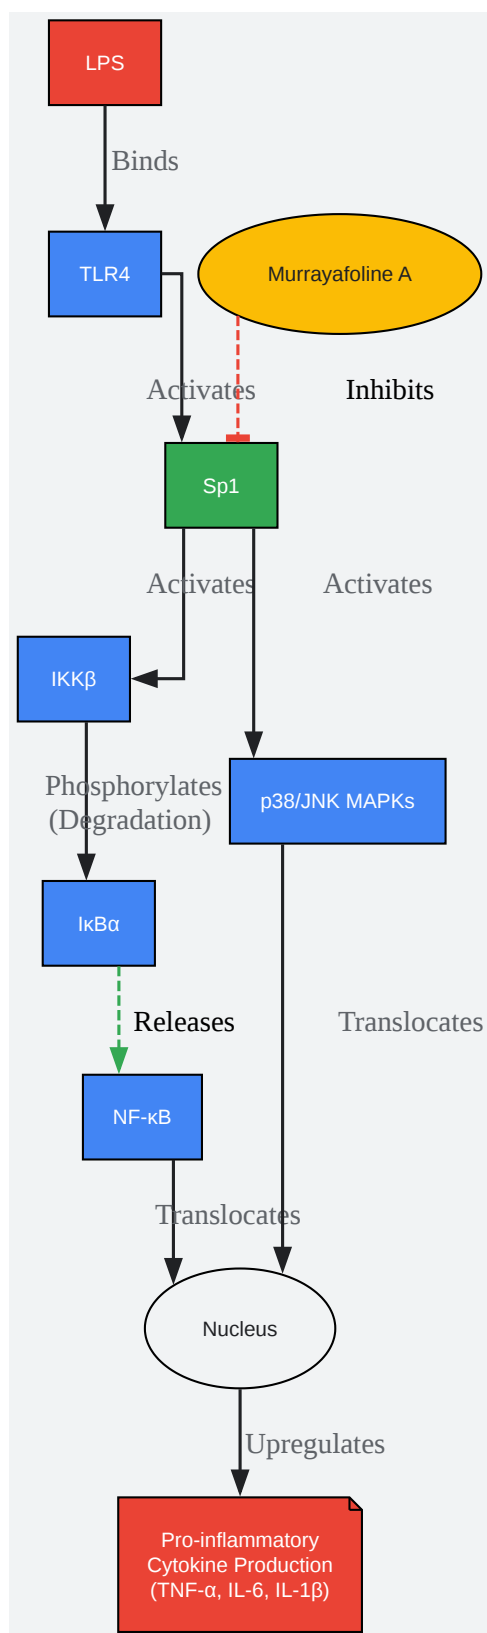 LPS
Binds
TLR4
Murrayafoline A
Activates
Inhibits
Sp1
Activates
Activates
IKKβ
Phosphorylates
(Degradation)
p38/JNK MAPKs
IκBα
Releases
Translocates
NF-κB
Translocates
Nucleus
Upregulates
Pro-inflammatory
Cytokine Production
(TNF-α, IL-6, IL-1β)